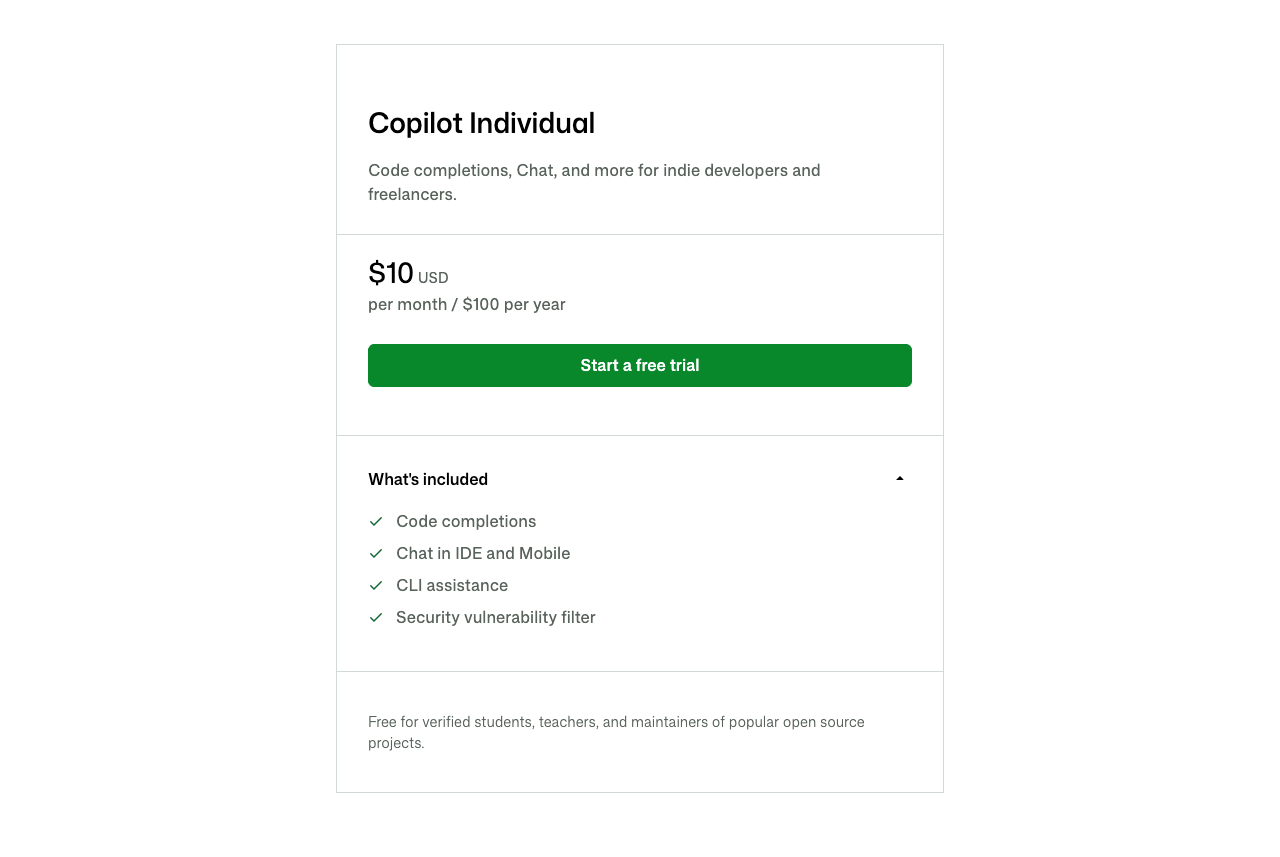 Copilot Individual
Code completions, Chat, and more for indie developers and
freelancers.
$10 USD
per month / $100 per year
Start a free trial
What's included
Code completions
Chat in IDE and Mobile
CLI assistance
Security vulnerability filter
Free for verified students, teachers, and maintainers of popular open source
projects.